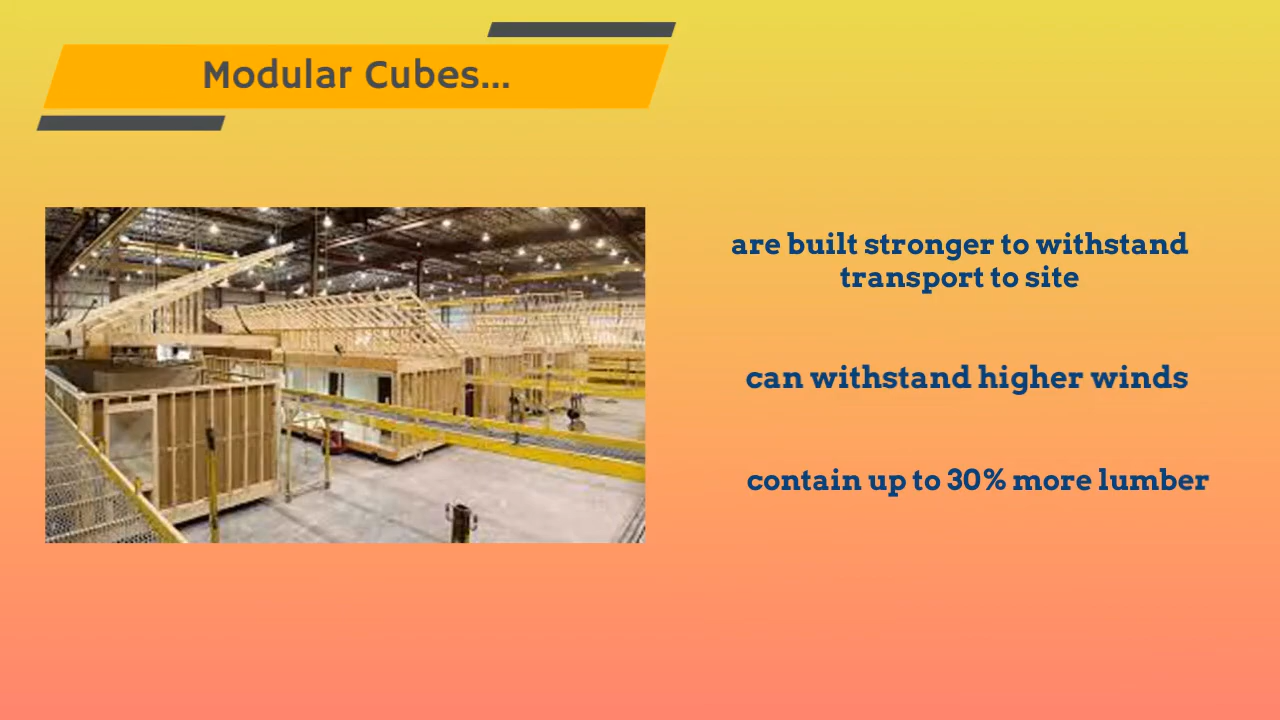 Modular Cubes...
are built stronger to withstand
transport to site
can withstand higher winds
contain up to 30% more lumber